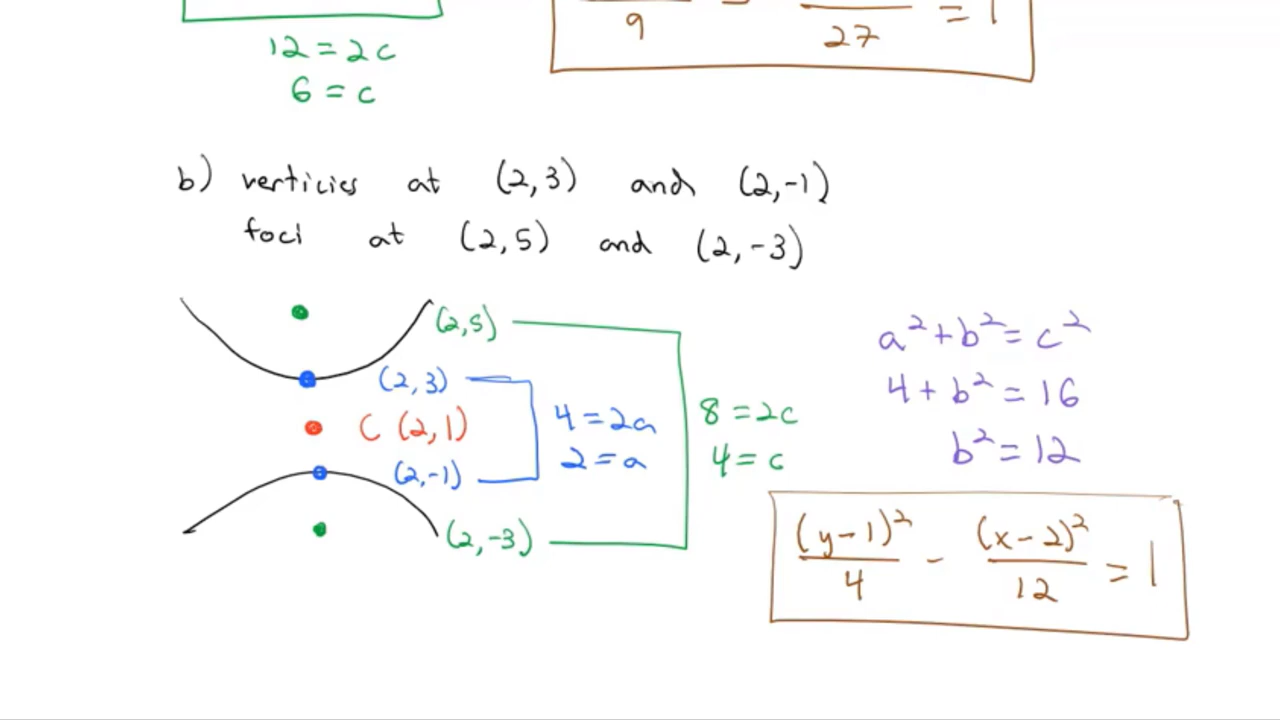 9 27 = 1
12 = 2c
6 = c
b) verticies at (2,3) and (2,-1)
foci at (2,5) and (2,-3)
(2,5)
(2,3)
C (2,1)
(2,-1)
(2,-3)
4 = 2a
2 = a
8 = 2c
4 = c
a²+b² = c²
4 + b² = 16
b² = 12
(y-1)²/4 - (x-2)²/12 = 1